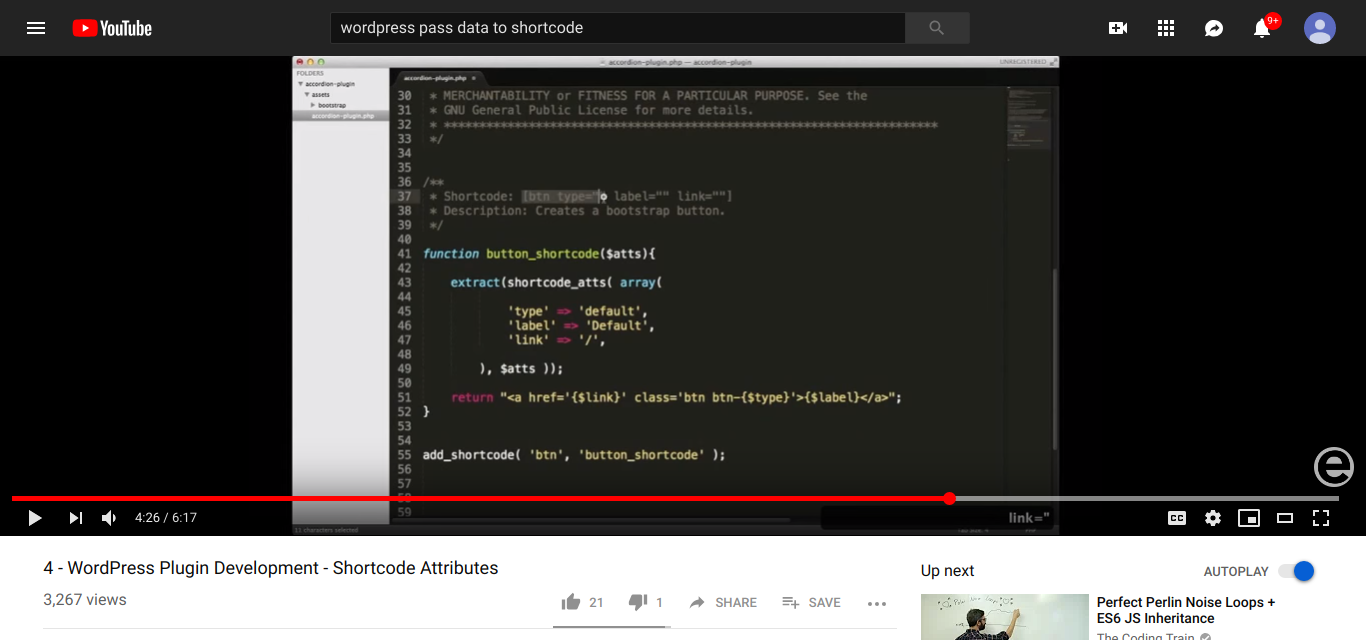 YouTube
wordpress pass data to shortcode
9+
accordion-plugin.php — accordion-plugin
UNREGISTERED
FOLDERS
accordion-plugin
assets
bootstrap
accordion-plugin.php
accordion-plugin.php
30 * MERCHANTABILITY or FITNESS FOR A PARTICULAR PURPOSE. See the
31 * GNU General Public License for more details.
32 * **********************************************************************
33 */
34
35
36 /**
37 * Shortcode: [btn type=" label="" link=""]
38 * Description: Creates a bootstrap button.
39 */
40
41 function button_shortcode($atts){
42
43 extract(shortcode_atts( array(
44
45 'type' => 'default',
46 'label' => 'Default',
47 'link' => '/',
48
49 ), $atts ));
50
51 return "<a href='{$link}' class='btn btn-{$type}'>{$label}</a>";
52 }
53
54
55 add_shortcode( 'btn', 'button_shortcode' );
56
57
58
59
link="
11 characters selected
4:26 / 6:17
CC
4 - WordPress Plugin Development - Shortcode Attributes
3,267 views
21
1
SHARE
SAVE
Up next
AUTOPLAY
Perfect Perlin Noise Loops +
ES6 JS Inheritance
The Coding Train